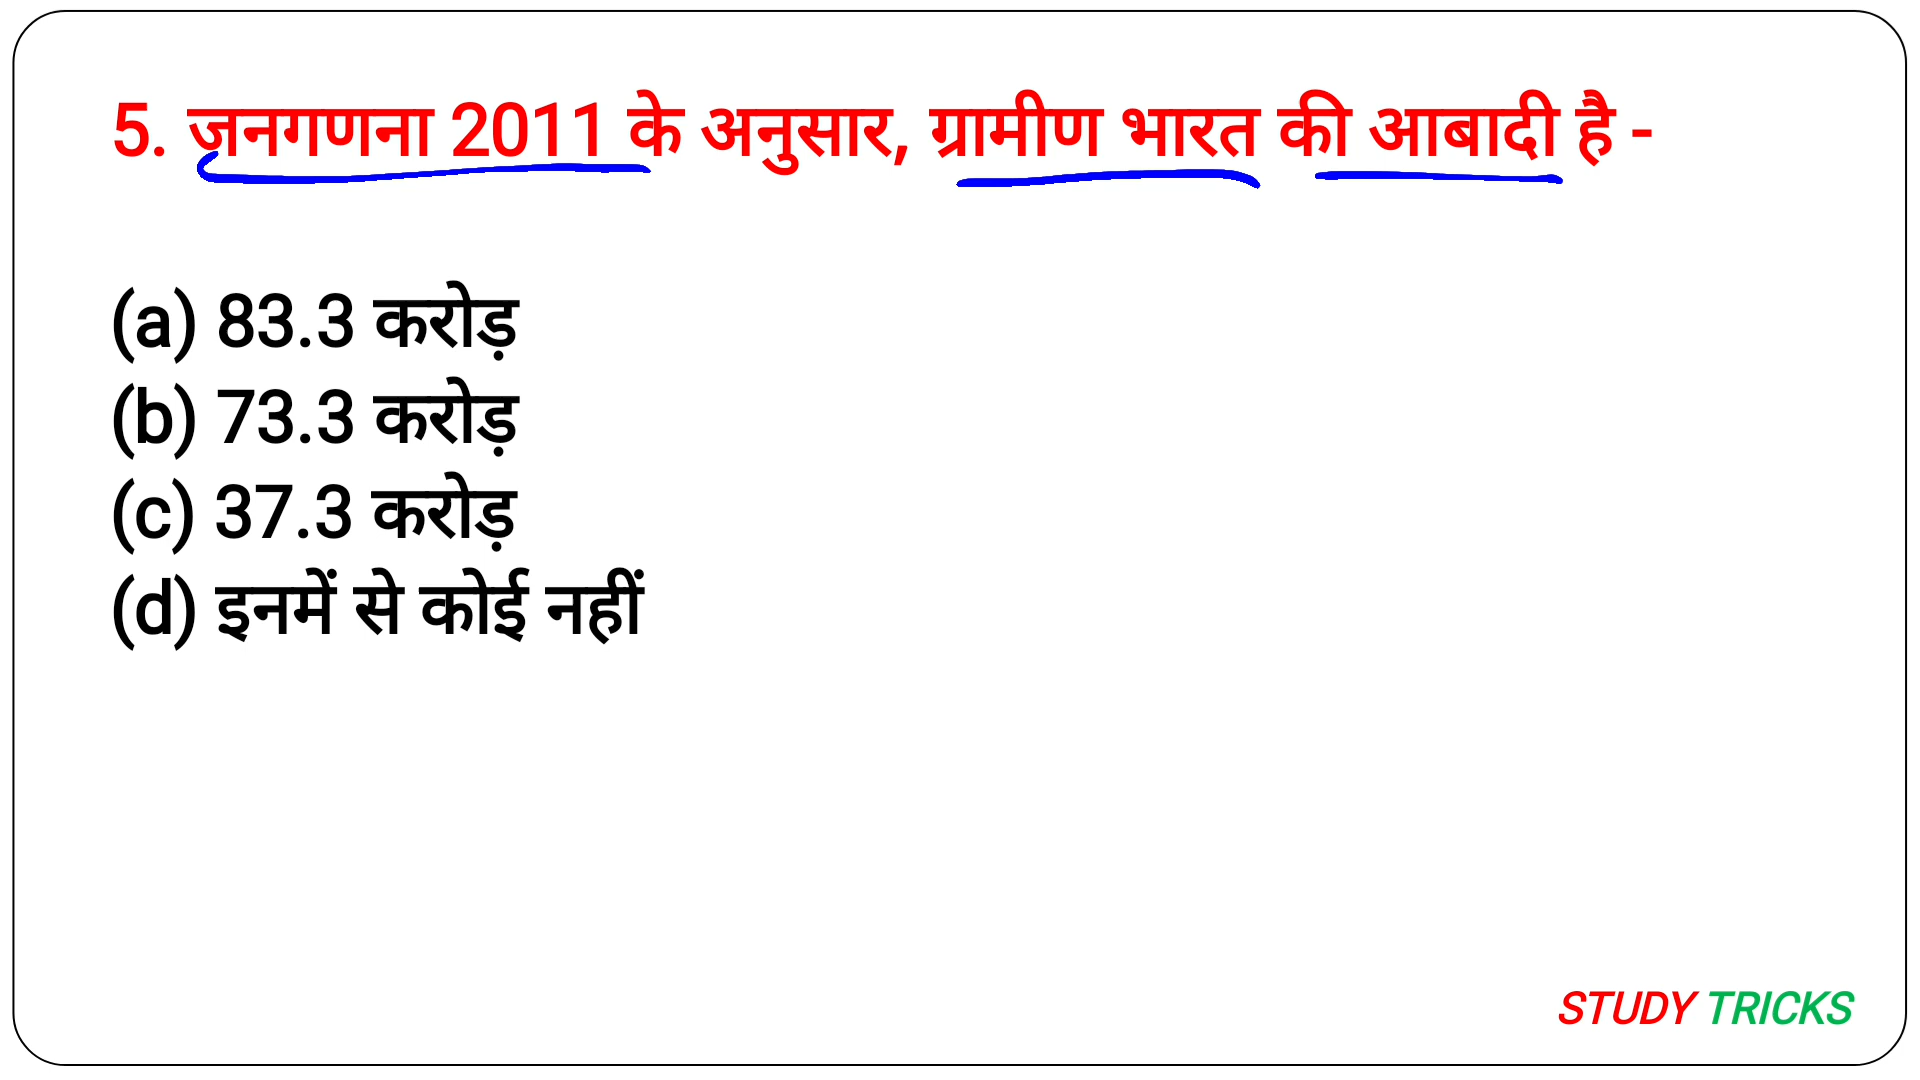 5. जनगणना 2011 के अनुसार, ग्रामीण भारत की आबादी है -
(a) 83.3 करोड़
(b) 73.3 करोड़
(c) 37.3 करोड़
(d) इनमें से कोई नहीं
STUDY TRICKS